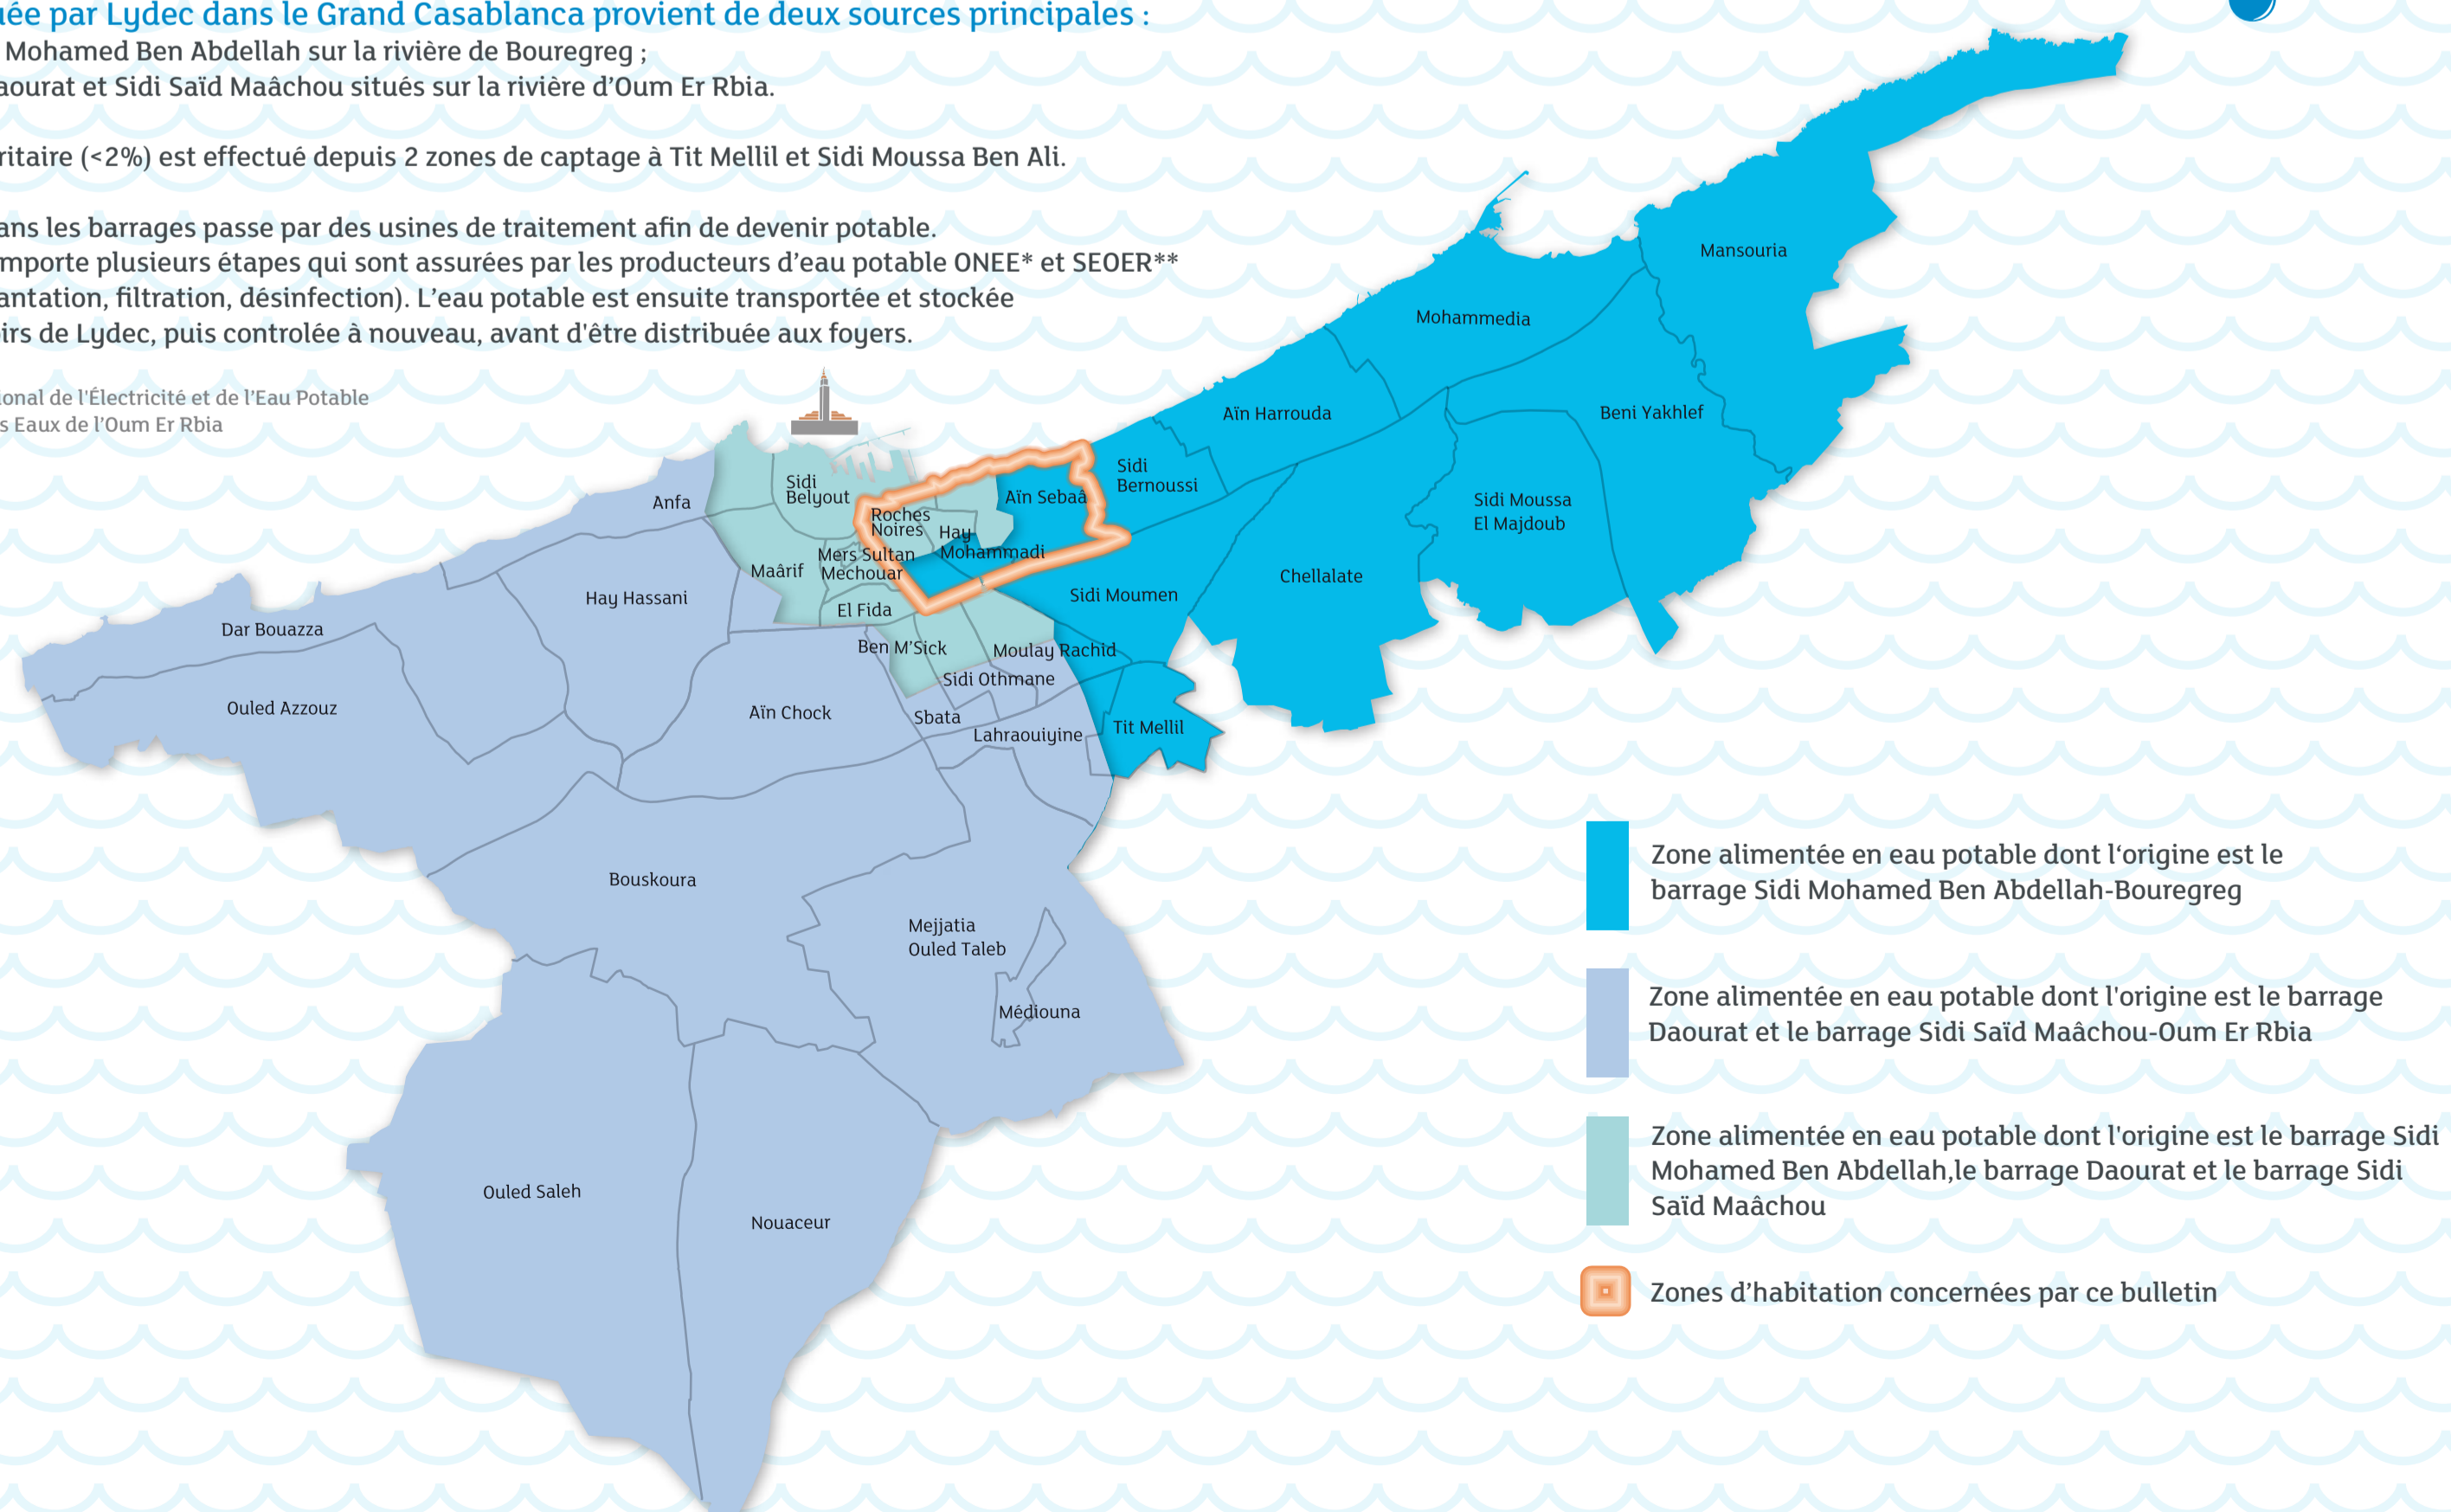 uée par Lydec dans le Grand Casablanca provient de deux sources principales :
Mohamed Ben Abdellah sur la rivière de Bouregreg ;
aourat et Sidi Saïd Maâchou situés sur la rivière d’Oum Er Rbia.
ritaire (<2%) est effectué depuis 2 zones de captage à Tit Mellil et Sidi Moussa Ben Ali.
ans les barrages passe par des usines de traitement afin de devenir potable.
mporte plusieurs étapes qui sont assurées par les producteurs d’eau potable ONEE* et SEOER**
antation, filtration, désinfection). L’eau potable est ensuite transportée et stockée
irs de Lydec, puis controlée à nouveau, avant d'être distribuée aux foyers.
ional de l'Électricité et de l’Eau Potable
s Eaux de l’Oum Er Rbia
Mansouria
Mohammedia
Aïn Harrouda
Beni Yakhlef
Sidi
Bernoussi
Sidi Moussa
El Majdoub
Anfa
Sidi
Belyout
Aïn Sebaâ
Roches
Noires
Hay
Mohammadi
Mers Sultan
Mechouar
Maârif
Chellalate
Hay Hassani
El Fida
Sidi Moumen
Dar Bouazza
Ben M’Sick
Moulay Rachid
Sidi Othmane
Ouled Azzouz
Aïn Chock
Sbata
Lahraouiyine
Tit Mellil
Bouskoura
Mejjatia
Ouled Taleb
Médiouna
Ouled Saleh
Nouaceur
Zone alimentée en eau potable dont l‘origine est le
barrage Sidi Mohamed Ben Abdellah-Bouregreg
Zone alimentée en eau potable dont l'origine est le barrage
Daourat et le barrage Sidi Saïd Maâchou-Oum Er Rbia
Zone alimentée en eau potable dont l'origine est le barrage Sidi
Mohamed Ben Abdellah,le barrage Daourat et le barrage Sidi
Saïd Maâchou
Zones d’habitation concernées par ce bulletin